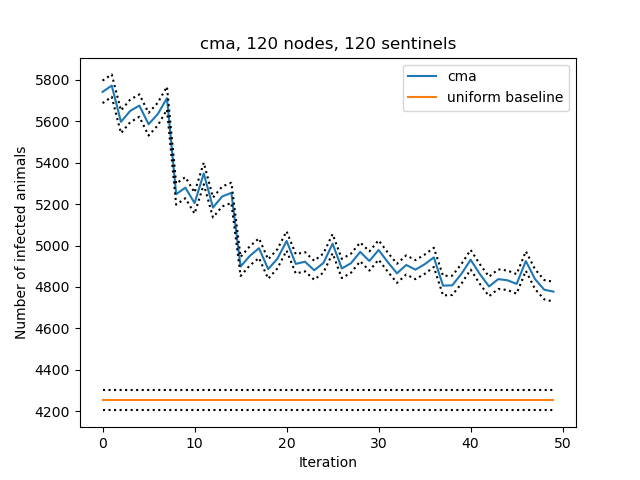 cma, 120 nodes, 120 sentinels
cma
uniform baseline
Number of infected animals
5800
5600
5400
5200
5000
4800
4600
4400
4200
0 10 20 30 40 50
Iteration